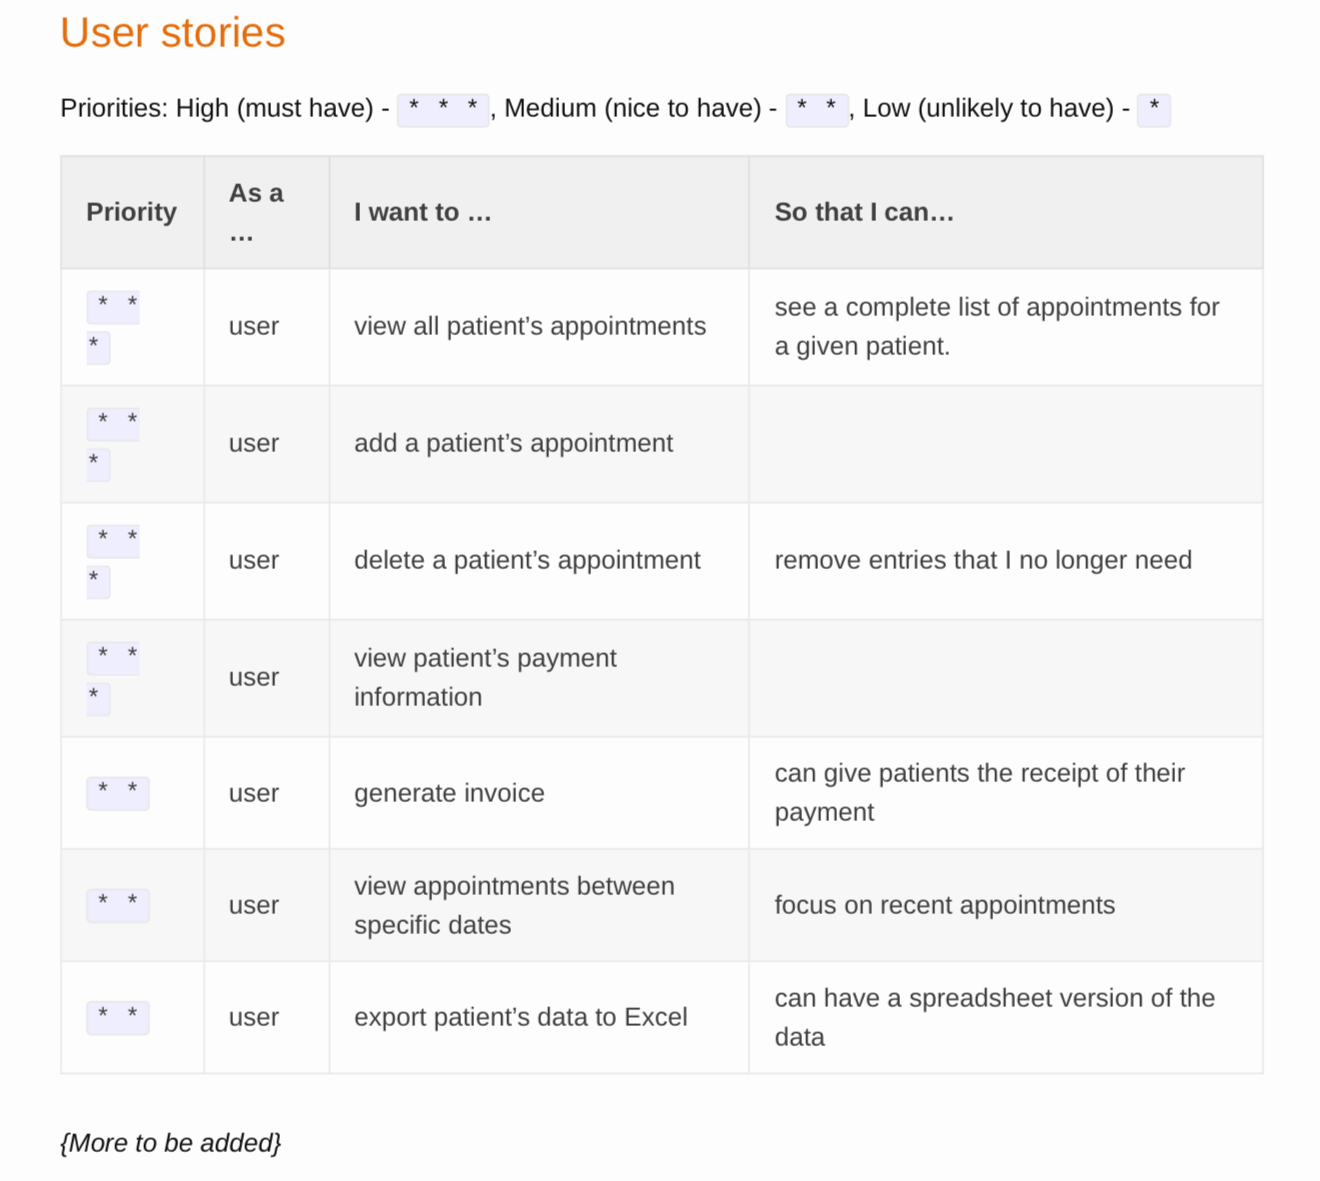 User stories
Priorities: High (must have) - * * *, Medium (nice to have) - * *, Low (unlikely to have) - *
Priority As a … I want to … So that I can…
* * * user view all patient’s appointments see a complete list of appointments for a given patient.
* * * user add a patient’s appointment
* * * user delete a patient’s appointment remove entries that I no longer need
* * * user view patient’s payment information
* * user generate invoice can give patients the receipt of their payment
* * user view appointments between specific dates focus on recent appointments
* * user export patient’s data to Excel can have a spreadsheet version of the data
{More to be added}